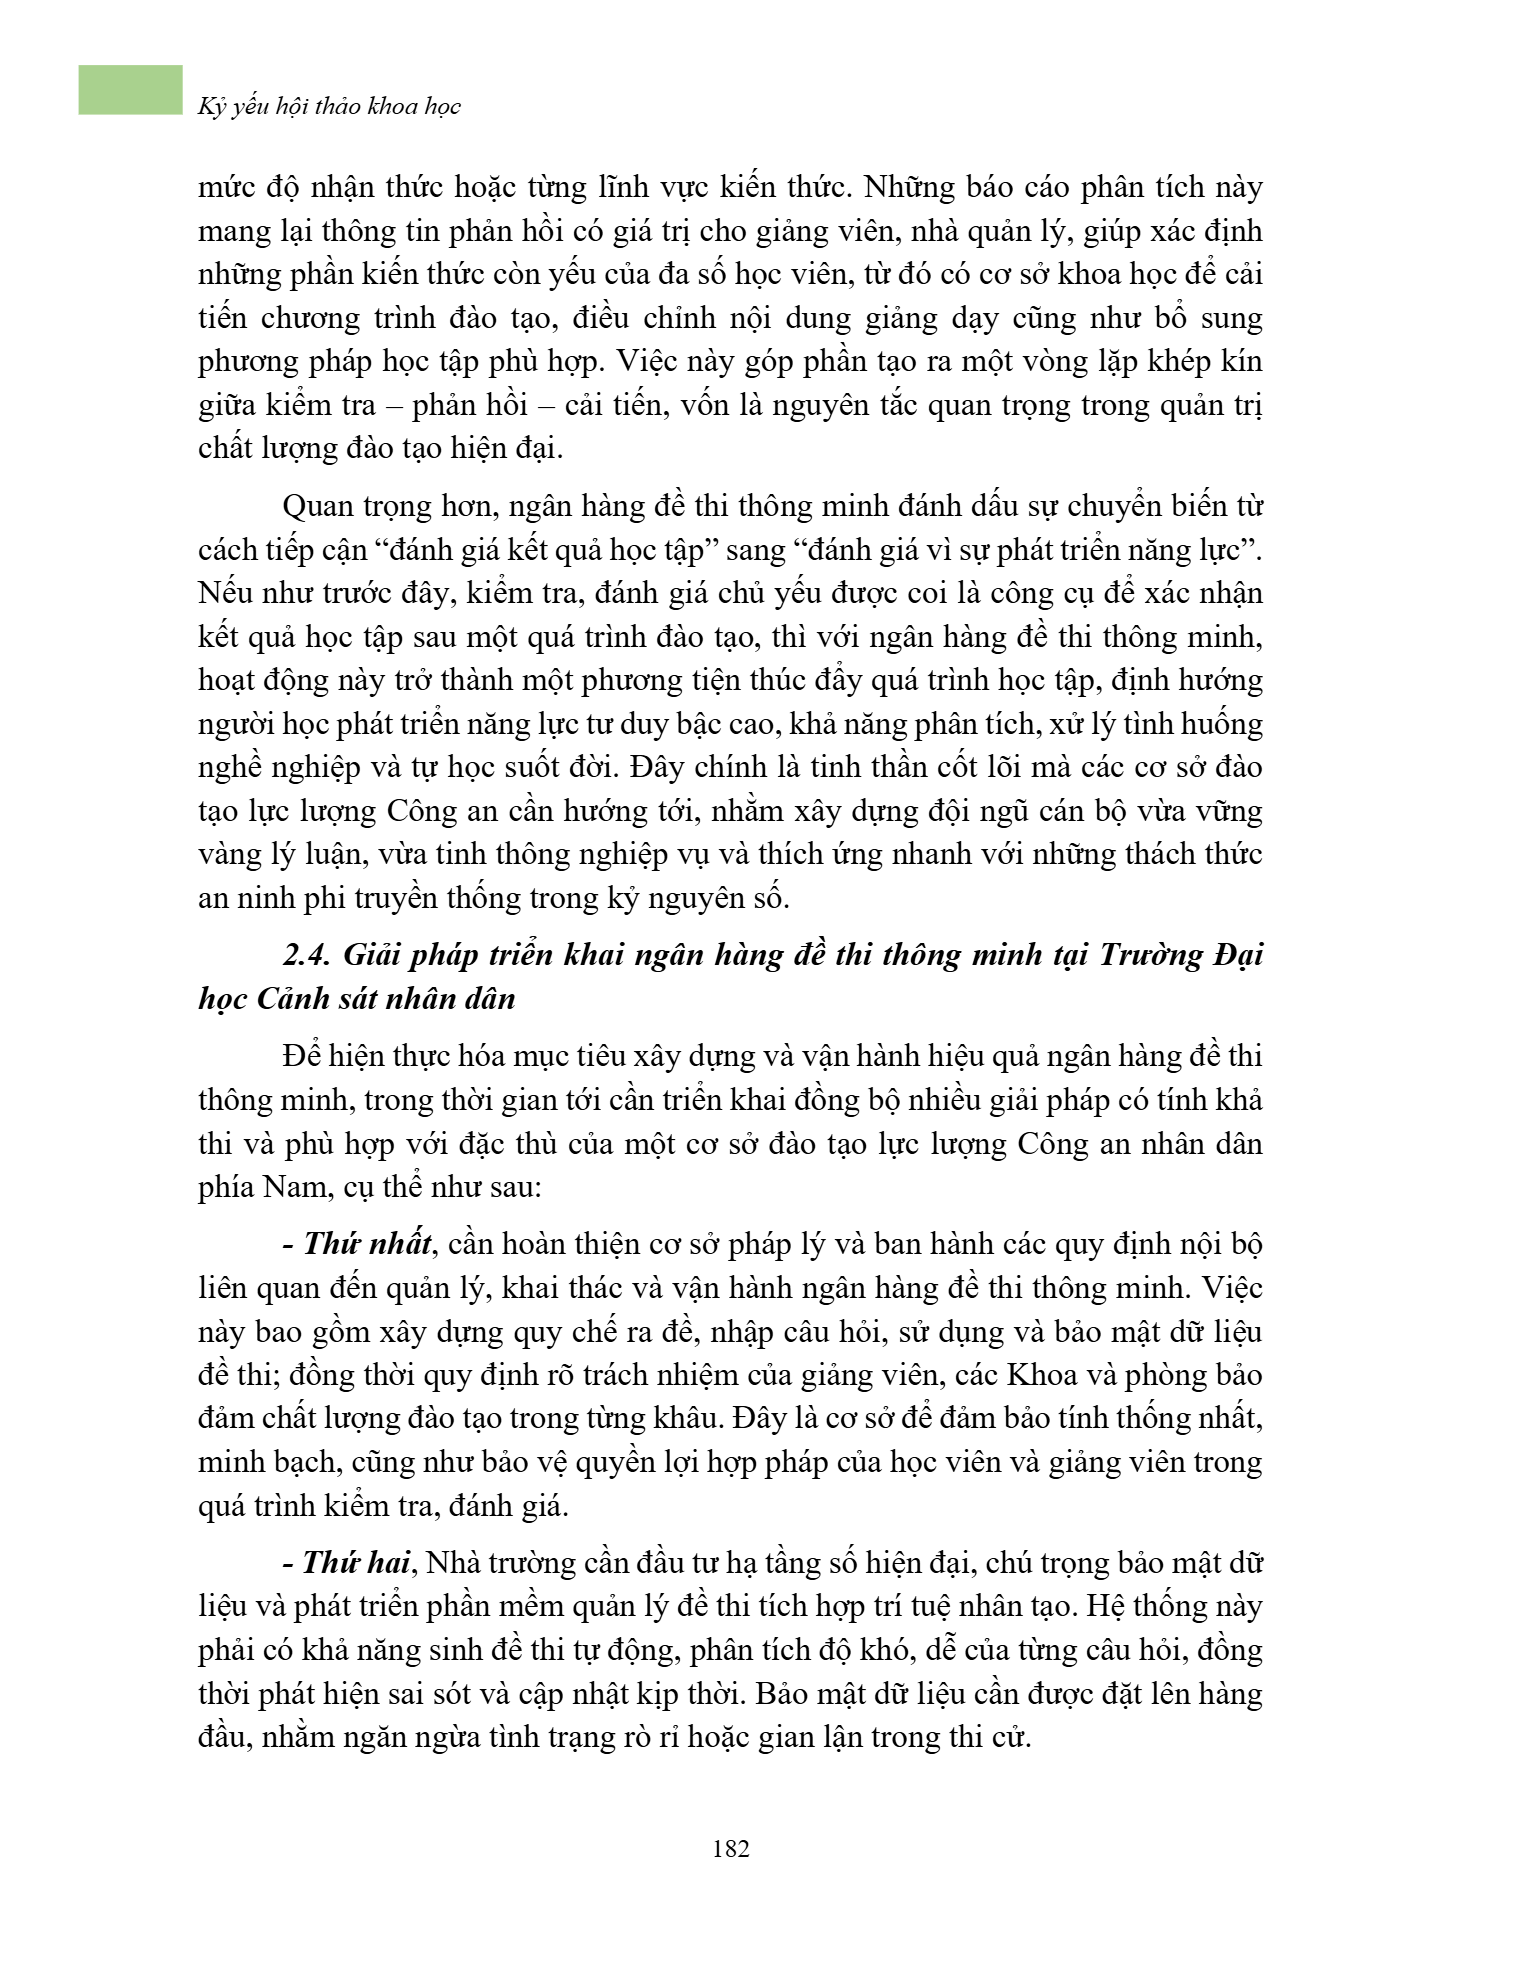 Kỷ yếu hội thảo khoa học
mức độ nhận thức hoặc từng lĩnh vực kiến thức. Những báo cáo phân tích này
mang lại thông tin phản hồi có giá trị cho giảng viên, nhà quản lý, giúp xác định
những phần kiến thức còn yếu của đa số học viên, từ đó có cơ sở khoa học để cải
tiến chương trình đào tạo, điều chỉnh nội dung giảng dạy cũng như bổ sung
phương pháp học tập phù hợp. Việc này góp phần tạo ra một vòng lặp khép kín
giữa kiểm tra – phản hồi – cải tiến, vốn là nguyên tắc quan trọng trong quản trị
chất lượng đào tạo hiện đại.
Quan trọng hơn, ngân hàng đề thi thông minh đánh dấu sự chuyển biến từ
cách tiếp cận “đánh giá kết quả học tập” sang “đánh giá vì sự phát triển năng lực”.
Nếu như trước đây, kiểm tra, đánh giá chủ yếu được coi là công cụ để xác nhận
kết quả học tập sau một quá trình đào tạo, thì với ngân hàng đề thi thông minh,
hoạt động này trở thành một phương tiện thúc đẩy quá trình học tập, định hướng
người học phát triển năng lực tư duy bậc cao, khả năng phân tích, xử lý tình huống
nghề nghiệp và tự học suốt đời. Đây chính là tinh thần cốt lõi mà các cơ sở đào
tạo lực lượng Công an cần hướng tới, nhằm xây dựng đội ngũ cán bộ vừa vững
vàng lý luận, vừa tinh thông nghiệp vụ và thích ứng nhanh với những thách thức
an ninh phi truyền thống trong kỷ nguyên số.
2.4. Giải pháp triển khai ngân hàng đề thi thông minh tại Trường Đại
học Cảnh sát nhân dân
Để hiện thực hóa mục tiêu xây dựng và vận hành hiệu quả ngân hàng đề thi
thông minh, trong thời gian tới cần triển khai đồng bộ nhiều giải pháp có tính khả
thi và phù hợp với đặc thù của một cơ sở đào tạo lực lượng Công an nhân dân
phía Nam, cụ thể như sau:
- Thứ nhất, cần hoàn thiện cơ sở pháp lý và ban hành các quy định nội bộ
liên quan đến quản lý, khai thác và vận hành ngân hàng đề thi thông minh. Việc
này bao gồm xây dựng quy chế ra đề, nhập câu hỏi, sử dụng và bảo mật dữ liệu
đề thi; đồng thời quy định rõ trách nhiệm của giảng viên, các Khoa và phòng bảo
đảm chất lượng đào tạo trong từng khâu. Đây là cơ sở để đảm bảo tính thống nhất,
minh bạch, cũng như bảo vệ quyền lợi hợp pháp của học viên và giảng viên trong
quá trình kiểm tra, đánh giá.
- Thứ hai, Nhà trường cần đầu tư hạ tầng số hiện đại, chú trọng bảo mật dữ
liệu và phát triển phần mềm quản lý đề thi tích hợp trí tuệ nhân tạo. Hệ thống này
phải có khả năng sinh đề thi tự động, phân tích độ khó, dễ của từng câu hỏi, đồng
thời phát hiện sai sót và cập nhật kịp thời. Bảo mật dữ liệu cần được đặt lên hàng
đầu, nhằm ngăn ngừa tình trạng rò rỉ hoặc gian lận trong thi cử.
182